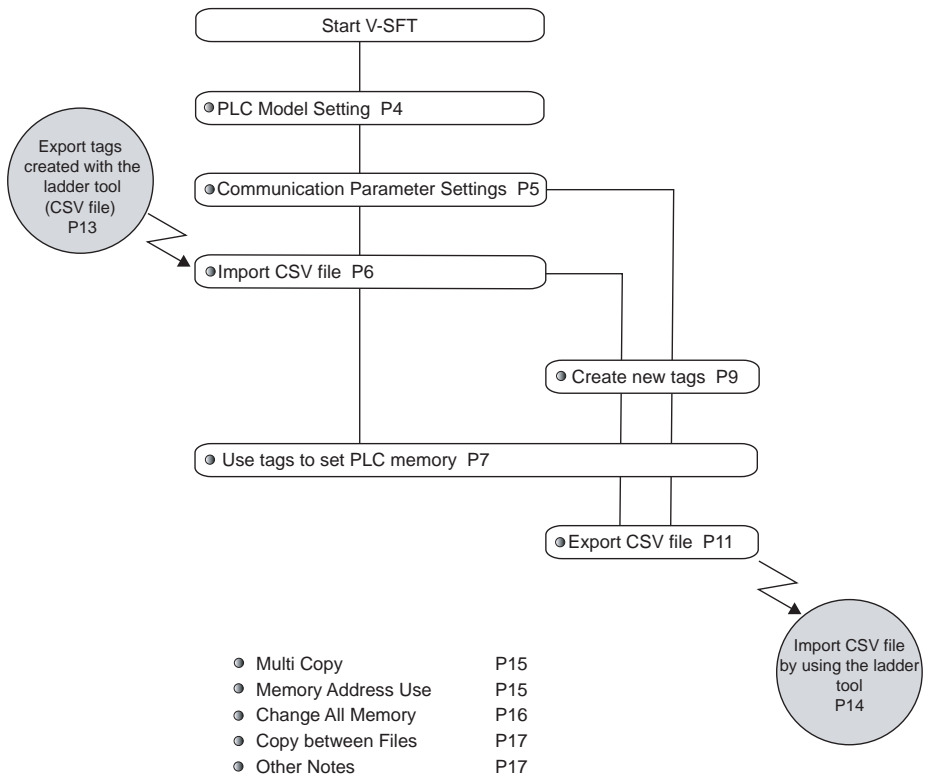 Start V-SFT
PLC Model Setting P4
Export tags
created with the
ladder tool
(CSV file)
P13
Communication Parameter Settings P5
Import CSV file P6
Create new tags P9
Use tags to set PLC memory P7
Export CSV file P11
Import CSV file
by using the ladder
tool
P14
Multi Copy P15
Memory Address Use P15
Change All Memory P16
Copy between Files P17
Other Notes P17